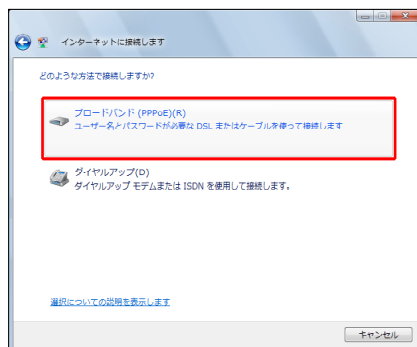 インターネットに接続します
どのような方法で接続しますか?
ブロードバンド (PPPoE)(R)
ユーザー名とパスワードが必要な DSL またはケーブルを使って接続します
ダイヤルアップ(D)
ダイヤルアップ モデムまたは ISDN を使用して接続します。
選択についての説明を表示します
キャンセル